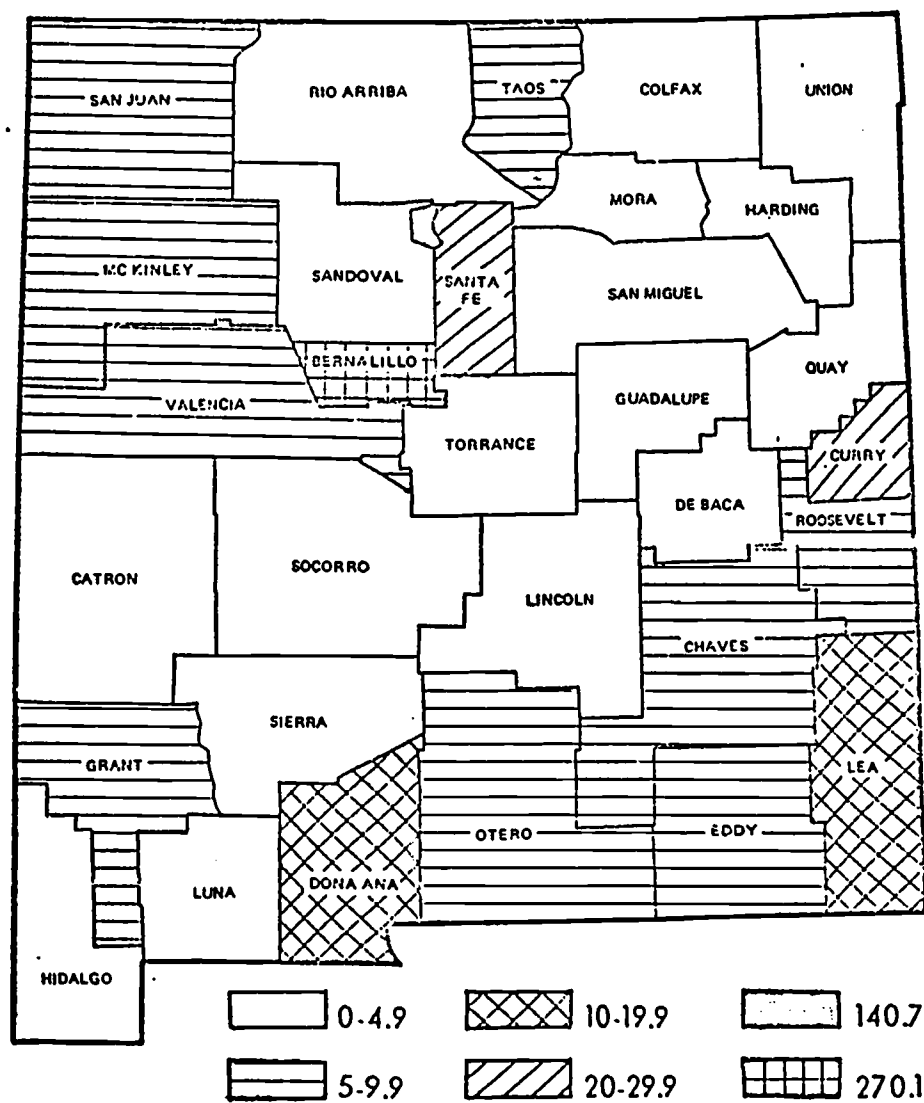 RIO ARRIBA
TAOS
COLFAX
UNION
SAN JUAN
MORA
HARDING
MC KINLEY
SANDOVAL
SANTA
FE
SAN MIGUEL
BERNALILLO
QUAY
VALENCIA
GUADALUPE
TORRANCE
CURRY
DE BACA
ROOSEVELT
SOCORRO
CATRON
LINCOLN
CHAVES
SIERRA
GRANT
LEA
OTERO
EDDY
DONA ANA
LUNA
HIDALGO
0-4.9
10-19.9
140.7
5-9.9
20-29.9
270.1